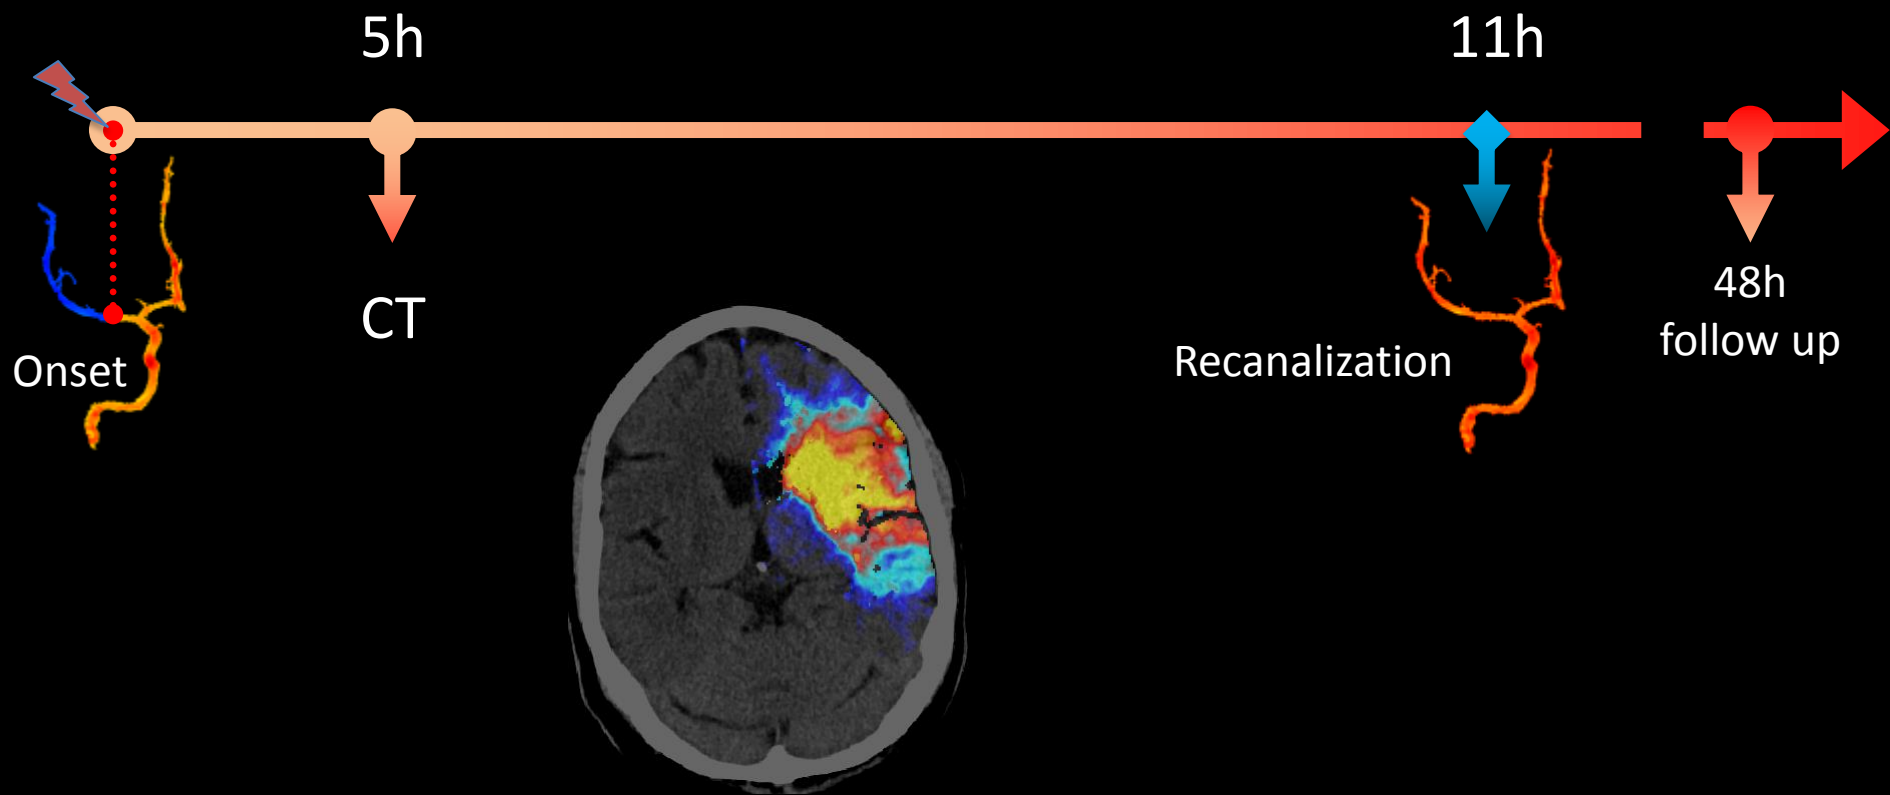 5h
11h
CT
Onset
Recanalization
48h
follow up